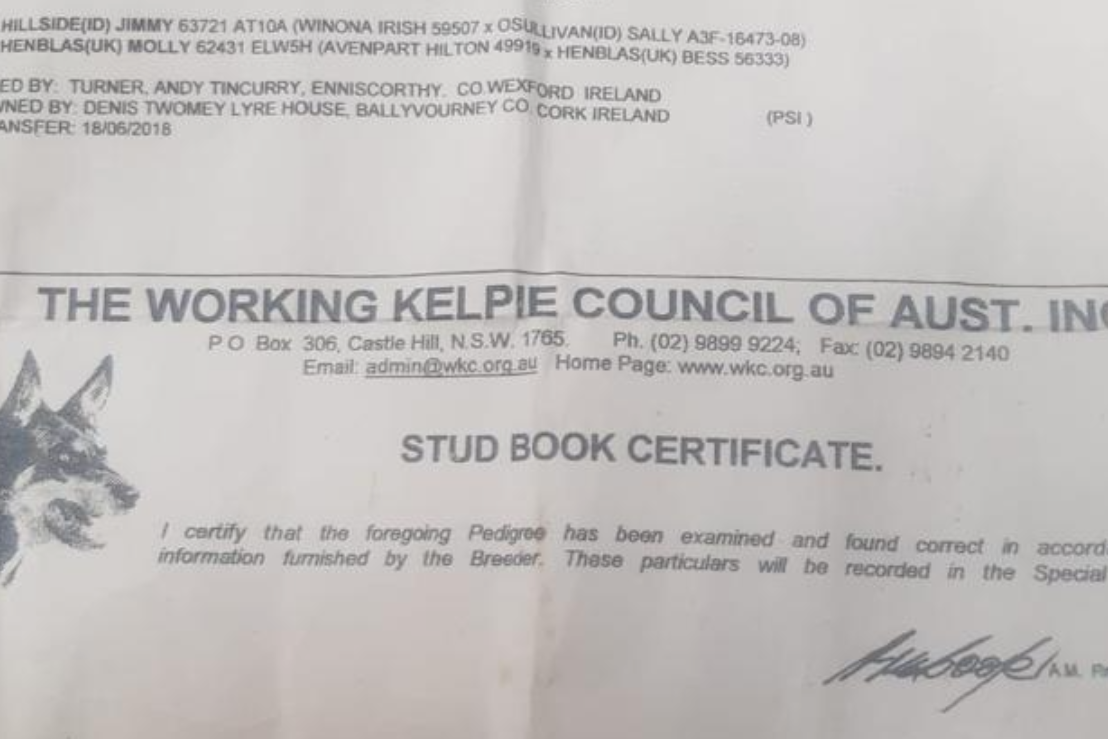 HILLSIDE(ID) JIMMY 63721 AT10A (WINONA IRISH 59507 x OSULLIVAN(ID) SALLY A3F-16473-08)
HENBLAS(UK) MOLLY 62431 ELW5H (AVENPART HILTON 49919 x HENBLAS(UK) BESS 56333)
ED BY: TURNER, ANDY TINCURRY, ENNISCORTHY. CO.WEXFORD IRELAND
NED BY: DENIS TWOMEY LYRE HOUSE, BALLYVOURNEY CO. CORK IRELAND (PSI )
ANSFER: 18/06/2018
THE WORKING KELPIE COUNCIL OF AUST. INC
P O Box 306, Castle Hill, N.S.W. 1765. Ph. (02) 9899 9224; Fax: (02) 9894 2140
Email: admin@wkc.org.au Home Page: www.wkc.org.au
STUD BOOK CERTIFICATE.
I certify that the foregoing Pedigree has been examined and found correct in accord
information furnished by the Breeder. These particulars will be recorded in the Special
A.M.